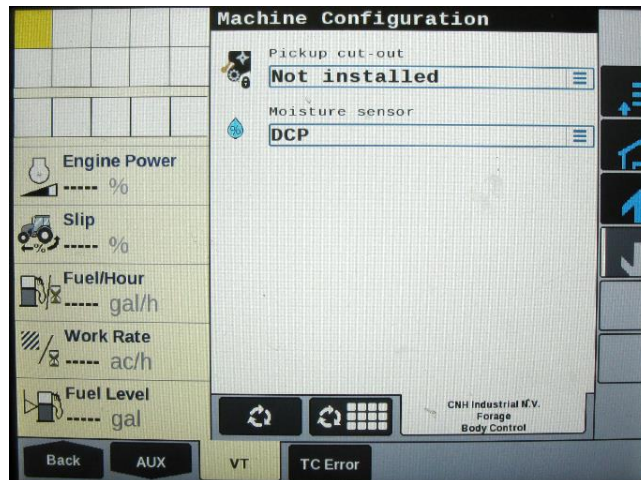 Machine Configuration
Pickup cut-out
Not installed
Moisture sensor
%
DCP
Engine Power
----- %
Slip
%
----- %
Fuel/Hour
----- gal/h
Work Rate
----- ac/h
Fuel Level
----- gal
CNH Industrial N.V.
Forage
Body Control
Back
AUX
VT
TC Error